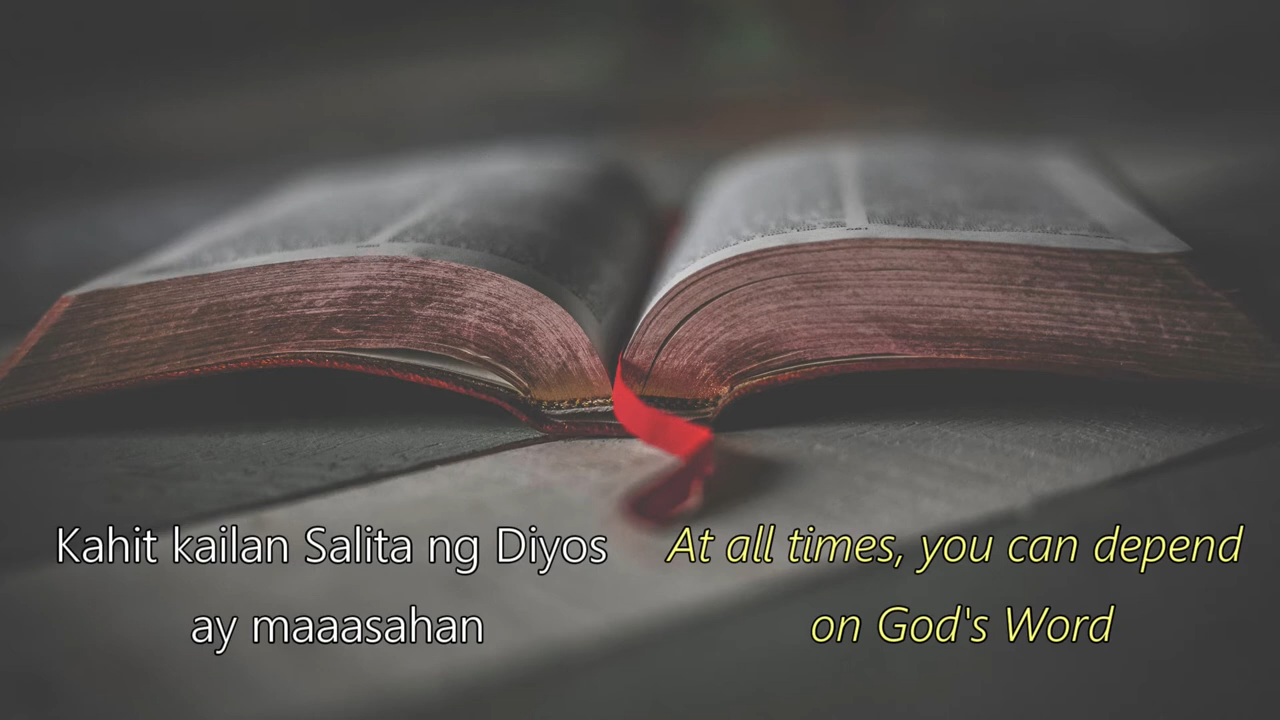 Kahit kailan Salita ng Diyos
ay maaasahan
At all times, you can depend
on God's Word